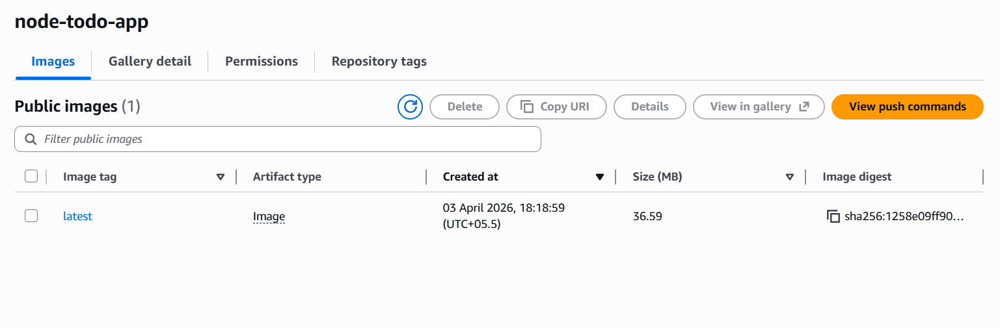 node-todo-app
Images
Gallery detail
Permissions
Repository tags
Public images (1)
Delete
Copy URI
Details
View in gallery
View push commands
Filter public images
Image tag
Artifact type
Created at
Size (MB)
Image digest
latest
Image
03 April 2026, 18:18:59
(UTC+05.5)
36.59
sha256:1258e09ff90...